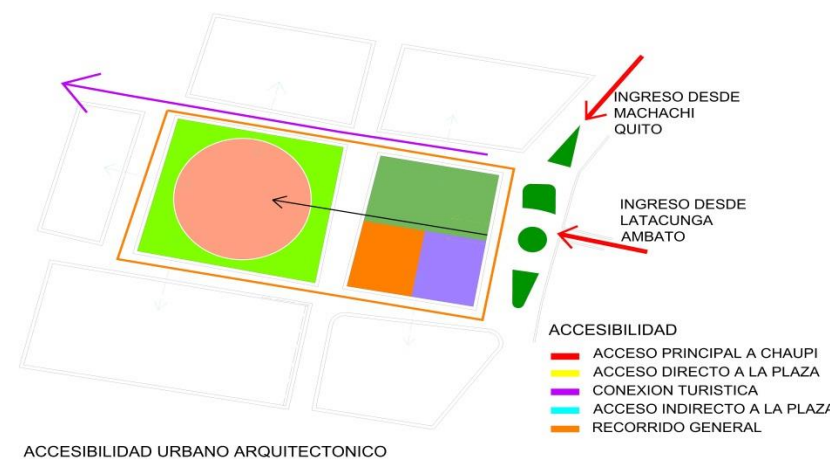 INGRESO DESDE
MACHACHI
QUITO
INGRESO DESDE
LATACUNGA
AMBATO
ACCESIBILIDAD
ACCESO PRINCIPAL A CHAUPI
ACCESO DIRECTO A LA PLAZA
CONEXION TURISTICA
ACCESO INDIRECTO A LA PLAZA
RECORRIDO GENERAL
ACCESIBILIDAD URBANO ARQUITECTONICO